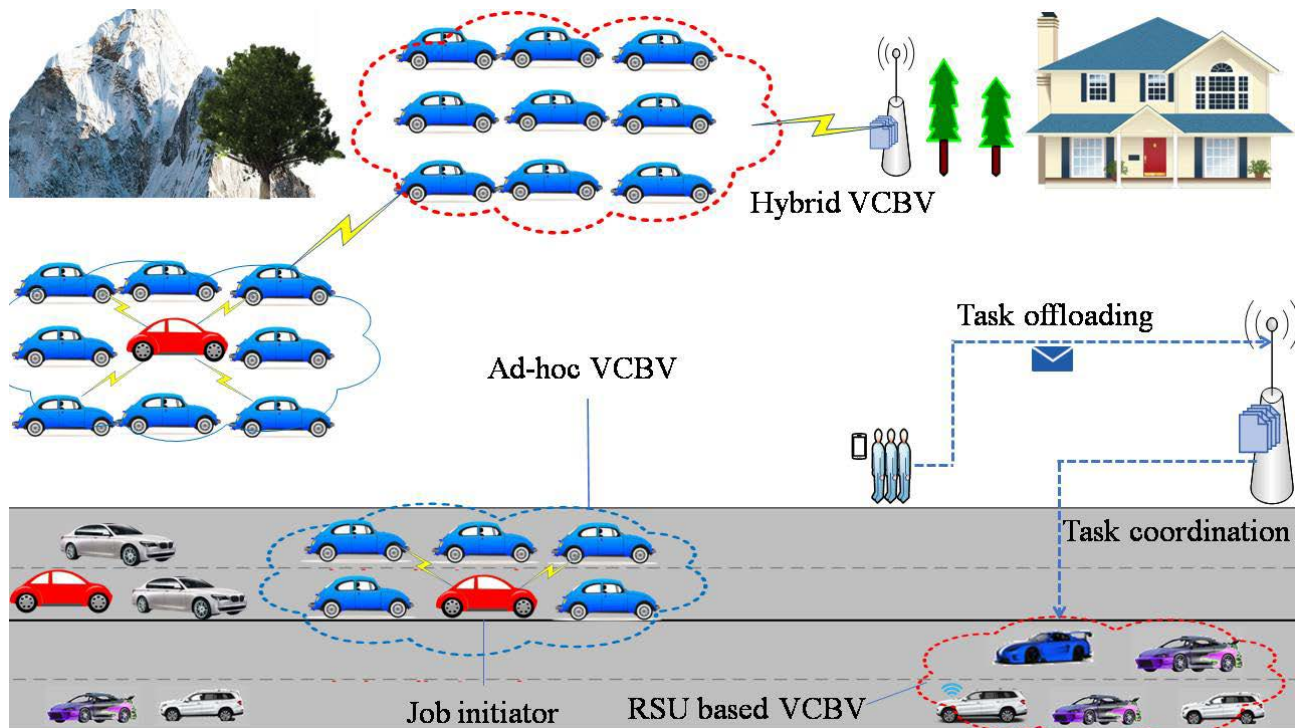 Hybrid VCBV
Task offloading
Ad-hoc VCBV
Task coordination
Job initiator
RSU based VCBV